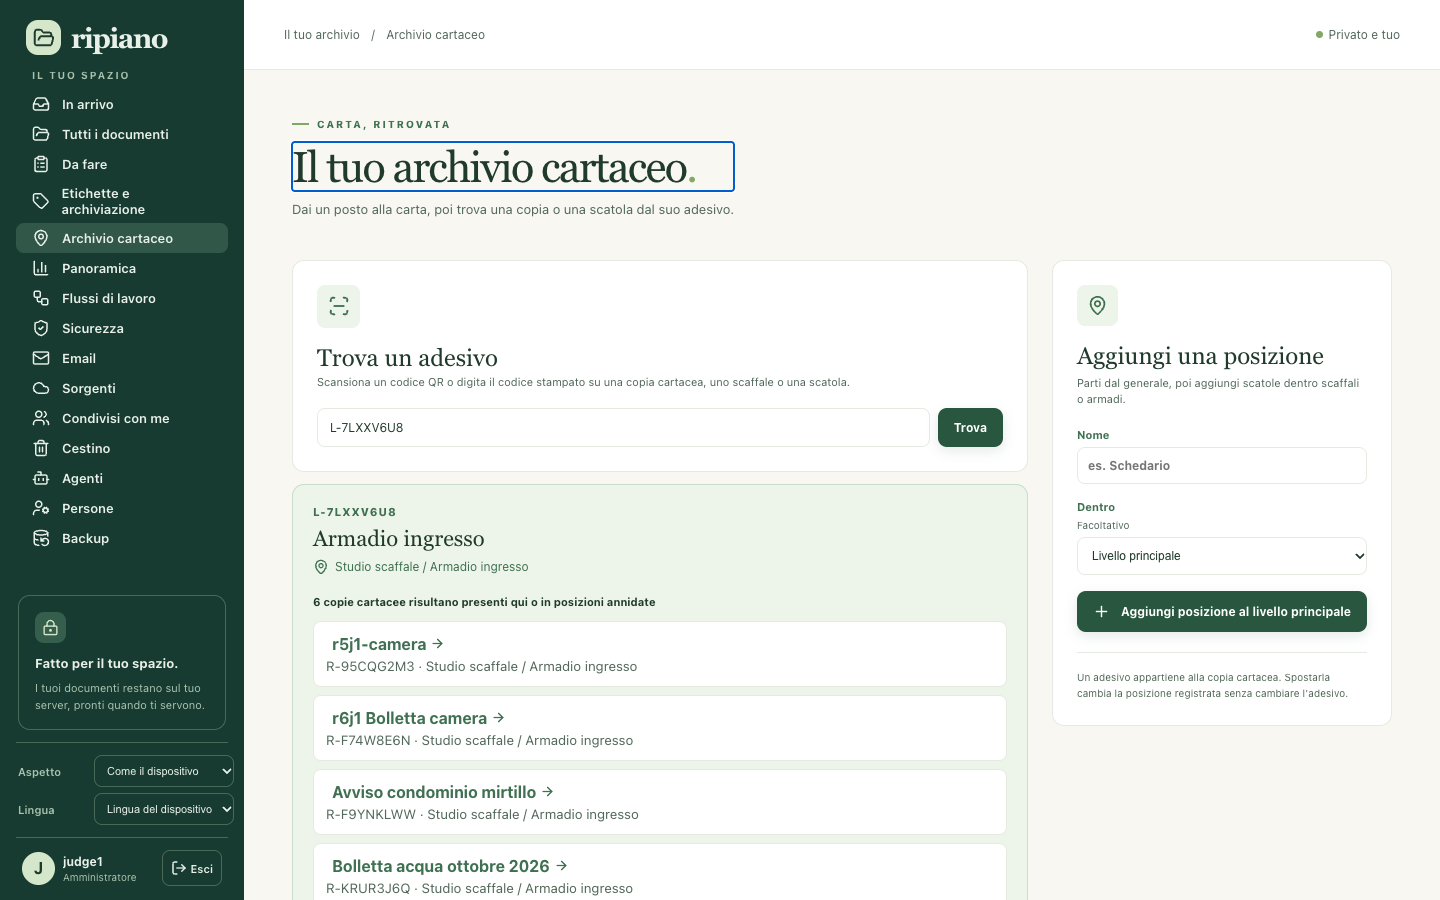 ripiano
IL TUO SPAZIO
In arrivo
Tutti i documenti
Da fare
Etichette e
archiviazione
Archivio cartaceo
Panoramica
Flussi di lavoro
Sicurezza
Email
Sorgenti
Condivisi con me
Cestino
Agenti
Persone
Backup
Fatto per il tuo spazio.
I tuoi documenti restano sul tuo
server, pronti quando ti servono.
Aspetto
Come il dispositivo
Lingua
Lingua del dispositivo
J
judge1
Amministratore
Esci
Il tuo archivio / Archivio cartaceo
Privato e tuo
CARTA, RITROVATA
Il tuo archivio cartaceo.
Dai un posto alla carta, poi trova una copia o una scatola dal suo adesivo.
Trova un adesivo
Scansiona un codice QR o digita il codice stampato su una copia cartacea, uno scaffale o una scatola.
L-7LXXV6U8
Trova
L-7LXXV6U8
Armadio ingresso
Studio scaffale / Armadio ingresso
6 copie cartacee risultano presenti qui o in posizioni annidate
r5j1-camera →
R-95CQG2M3 · Studio scaffale / Armadio ingresso
r6j1 Bolletta camera →
R-F74W8E6N · Studio scaffale / Armadio ingresso
Avviso condominio mirtillo →
R-F9YNKLWW · Studio scaffale / Armadio ingresso
Bolletta acqua ottobre 2026 →
R-KRUR3J6Q · Studio scaffale / Armadio ingresso
Aggiungi una posizione
Parti dal generale, poi aggiungi scatole dentro scaffali
o armadi.
Nome
es. Schedario
Dentro
Facoltativo
Livello principale
Aggiungi posizione al livello principale
Un adesivo appartiene alla copia cartacea. Spostarla
cambia la posizione registrata senza cambiare l'adesivo.